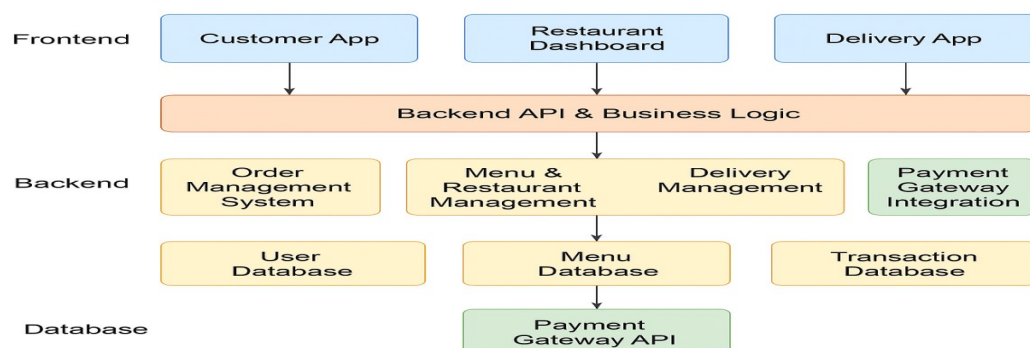 Frontend
Customer App
Restaurant
Dashboard
Delivery App
Backend API & Business Logic
Backend
Order
Management
System
Menu &
Restaurant
Management
Delivery
Management
Payment
Gateway
Integration
User
Database
Menu
Database
Transaction
Database
Database
Payment
Gateway API